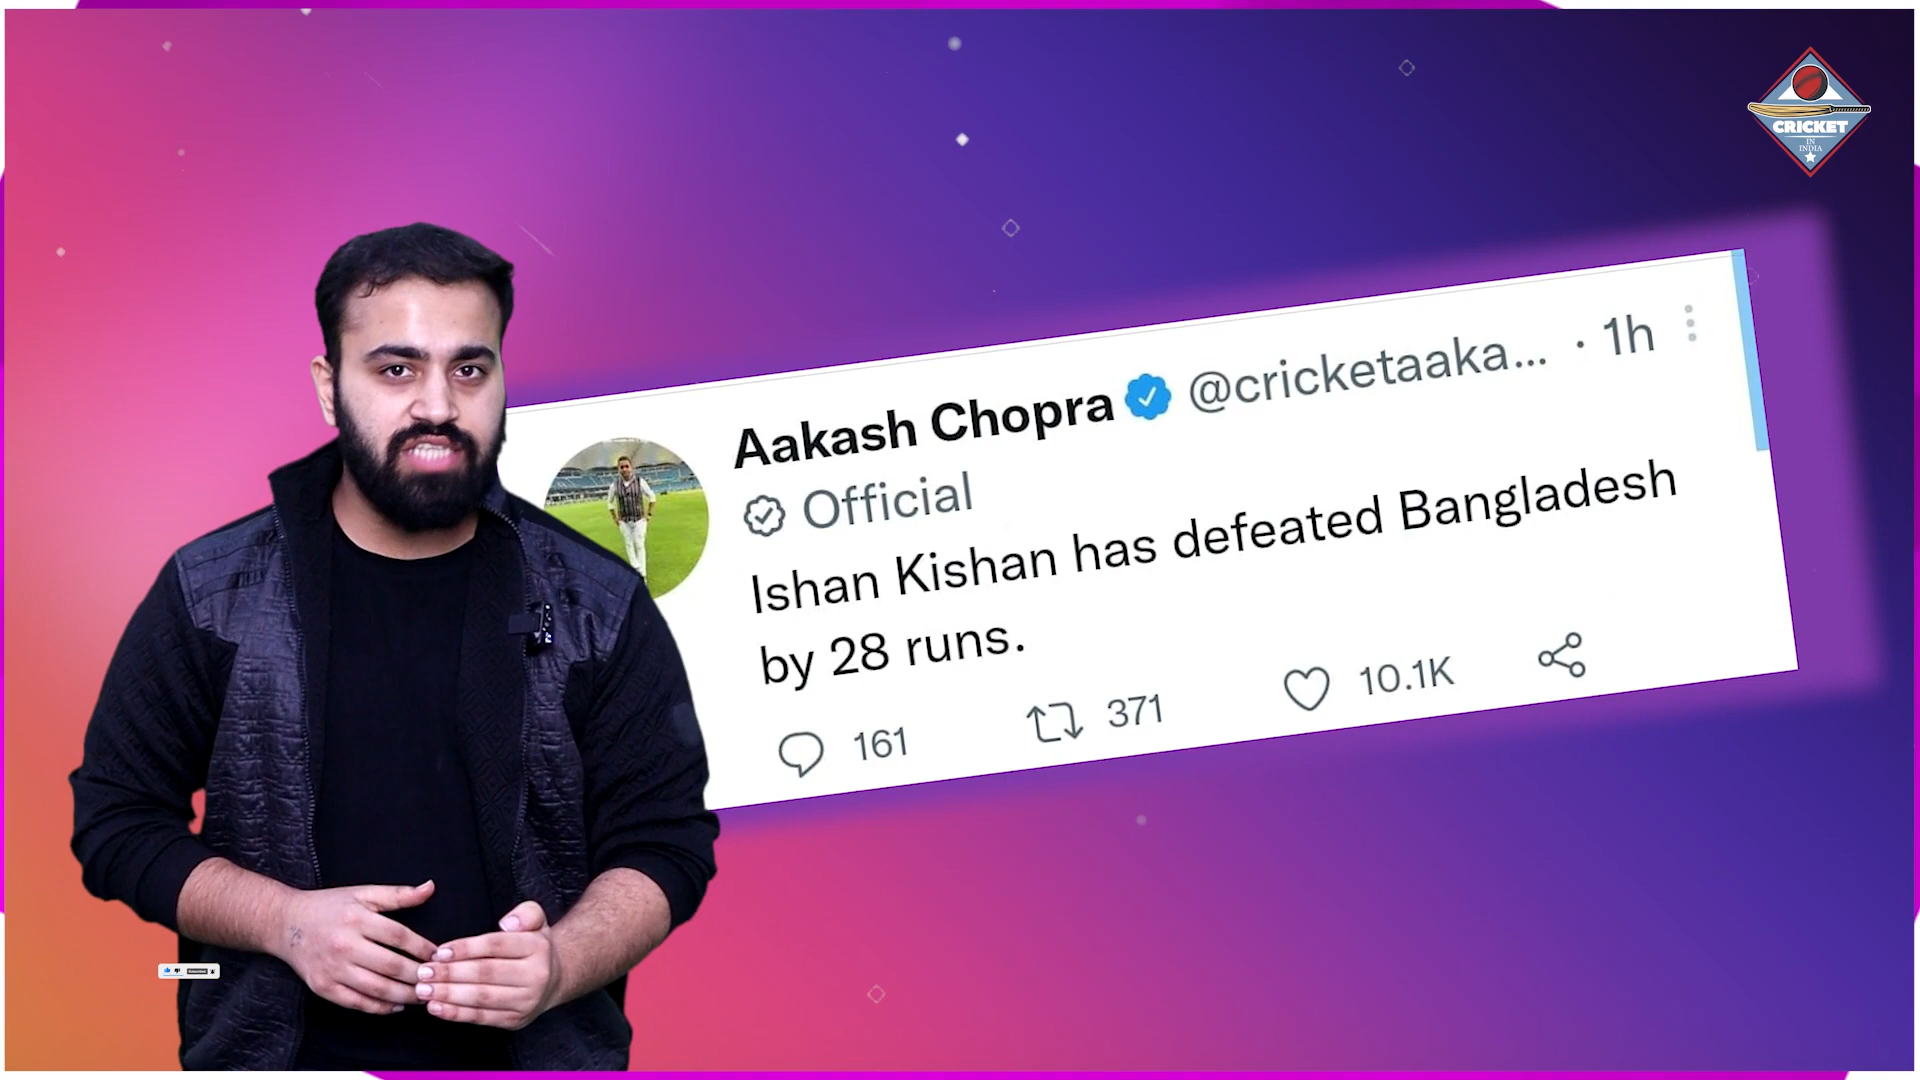 CRICKET
IN
INDIA
Aakash Chopra @cricketaaka... · 1h
Official
Ishan Kishan has defeated Bangladesh
by 28 runs.
161 371 10.1K